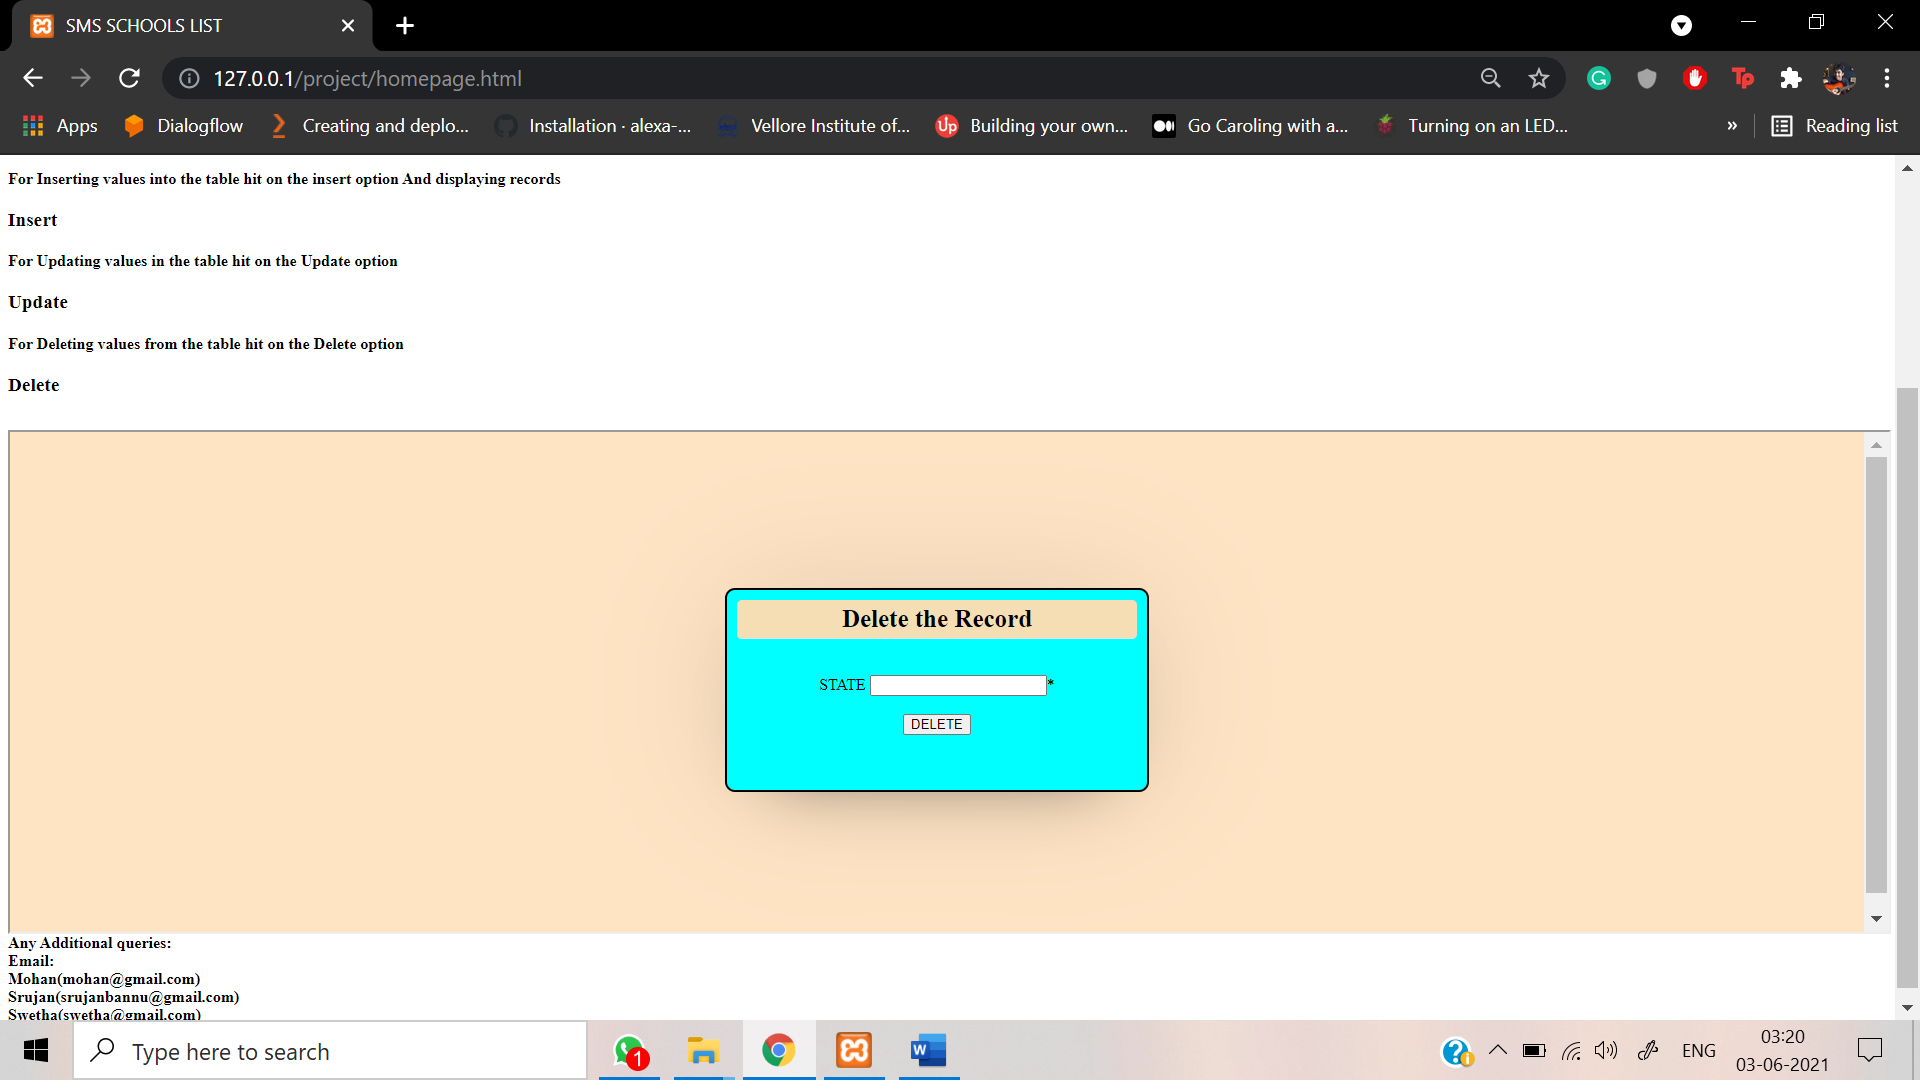 SMS SCHOOLS LIST
127.0.0.1/project/homepage.html
Apps Dialogflow Creating and deplo... Installation · alexa-... Vellore Institute of... Building your own... Go Caroling with a... Turning on an LED... » Reading list
For Inserting values into the table hit on the insert option And displaying records
Insert
For Updating values in the table hit on the Update option
Update
For Deleting values from the table hit on the Delete option
Delete
Delete the Record
STATE *
DELETE
Any Additional queries:
Email:
Mohan(mohan@gmail.com)
Srujan(srujanbannu@gmail.com)
Swetha(swetha@gmail.com)
Type here to search
1
ENG
03:20
03-06-2021